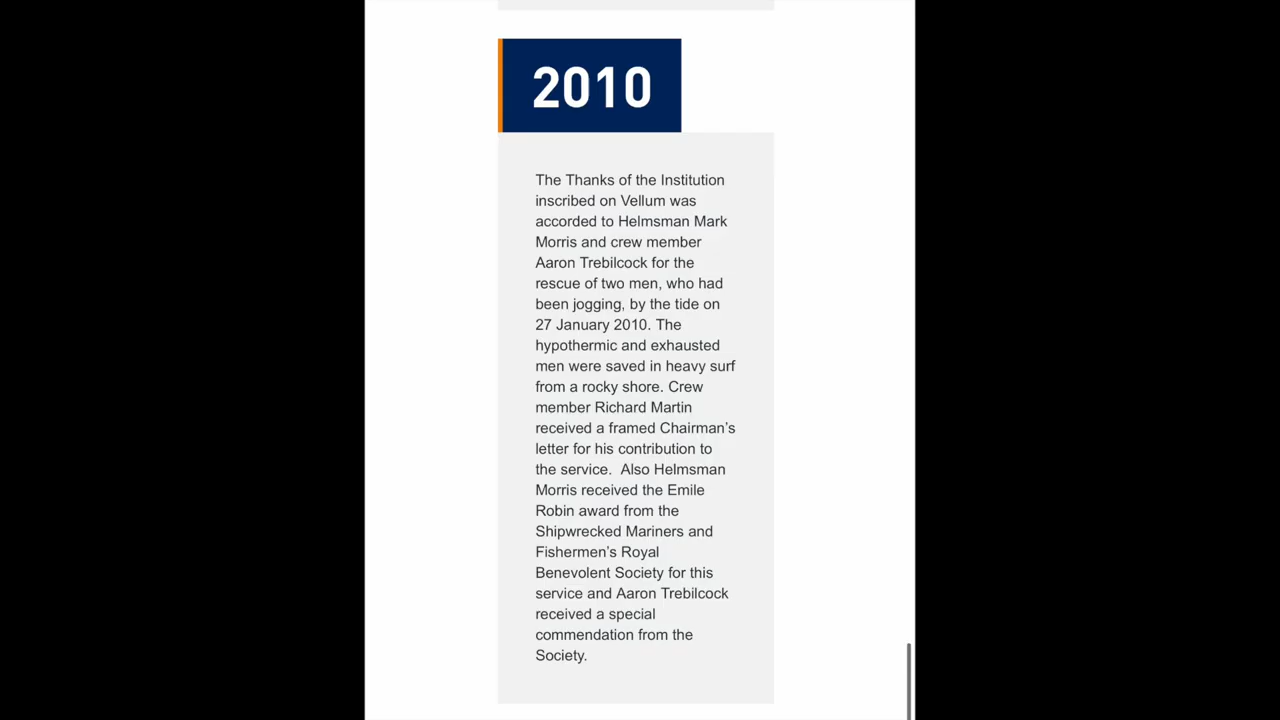 2010
The Thanks of the Institution
inscribed on Vellum was
accorded to Helmsman Mark
Morris and crew member
Aaron Trebilcock for the
rescue of two men, who had
been jogging, by the tide on
27 January 2010. The
hypothermic and exhausted
men were saved in heavy surf
from a rocky shore. Crew
member Richard Martin
received a framed Chairman’s
letter for his contribution to
the service.  Also Helmsman
Morris received the Emile
Robin award from the
Shipwrecked Mariners and
Fishermen’s Royal
Benevolent Society for this
service and Aaron Trebilcock
received a special
commendation from the
Society.